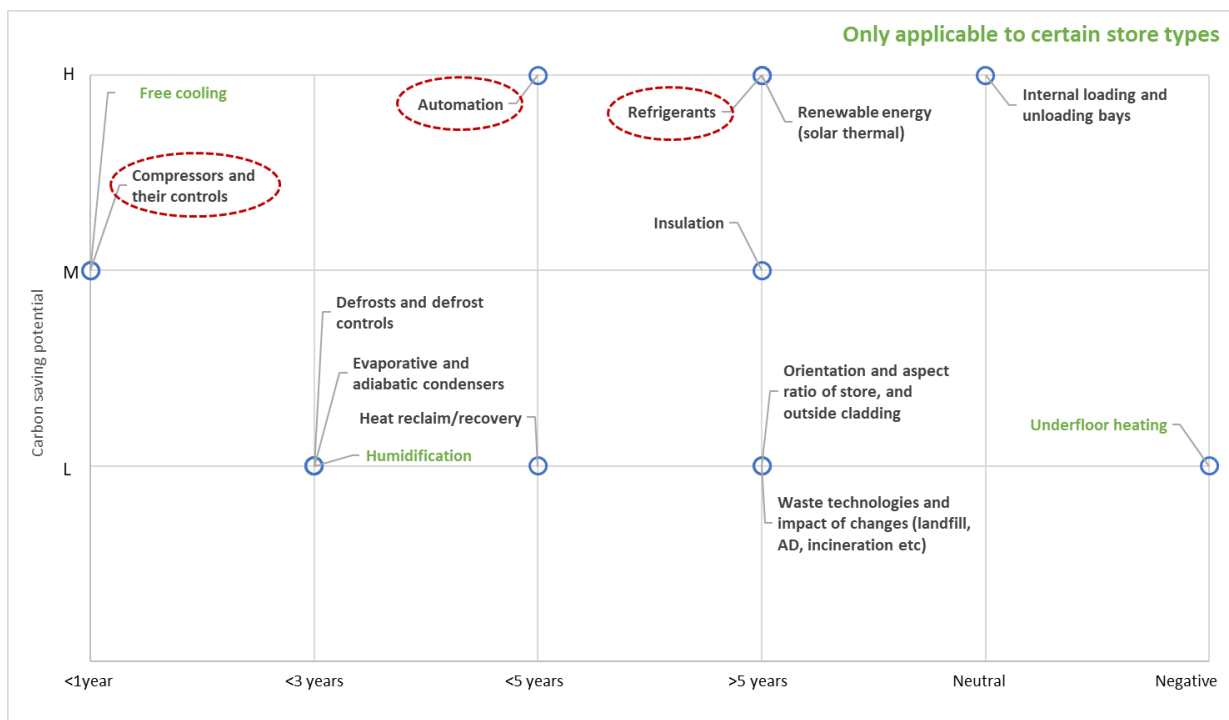 Only applicable to certain store types
H
Free cooling
Automation
Refrigerants
Renewable energy
(solar thermal)
Internal loading and
unloading bays
Compressors and
their controls
Insulation
M
Carbon saving potential
Defrosts and defrost
controls
Evaporative and
adiabatic condensers
Heat reclaim/recovery
Humidification
Orientation and aspect
ratio of store, and
outside cladding
Underfloor heating
L
Waste technologies and
impact of changes (landfill,
AD, incineration etc)
<1year
<3 years
<5 years
>5 years
Neutral
Negative